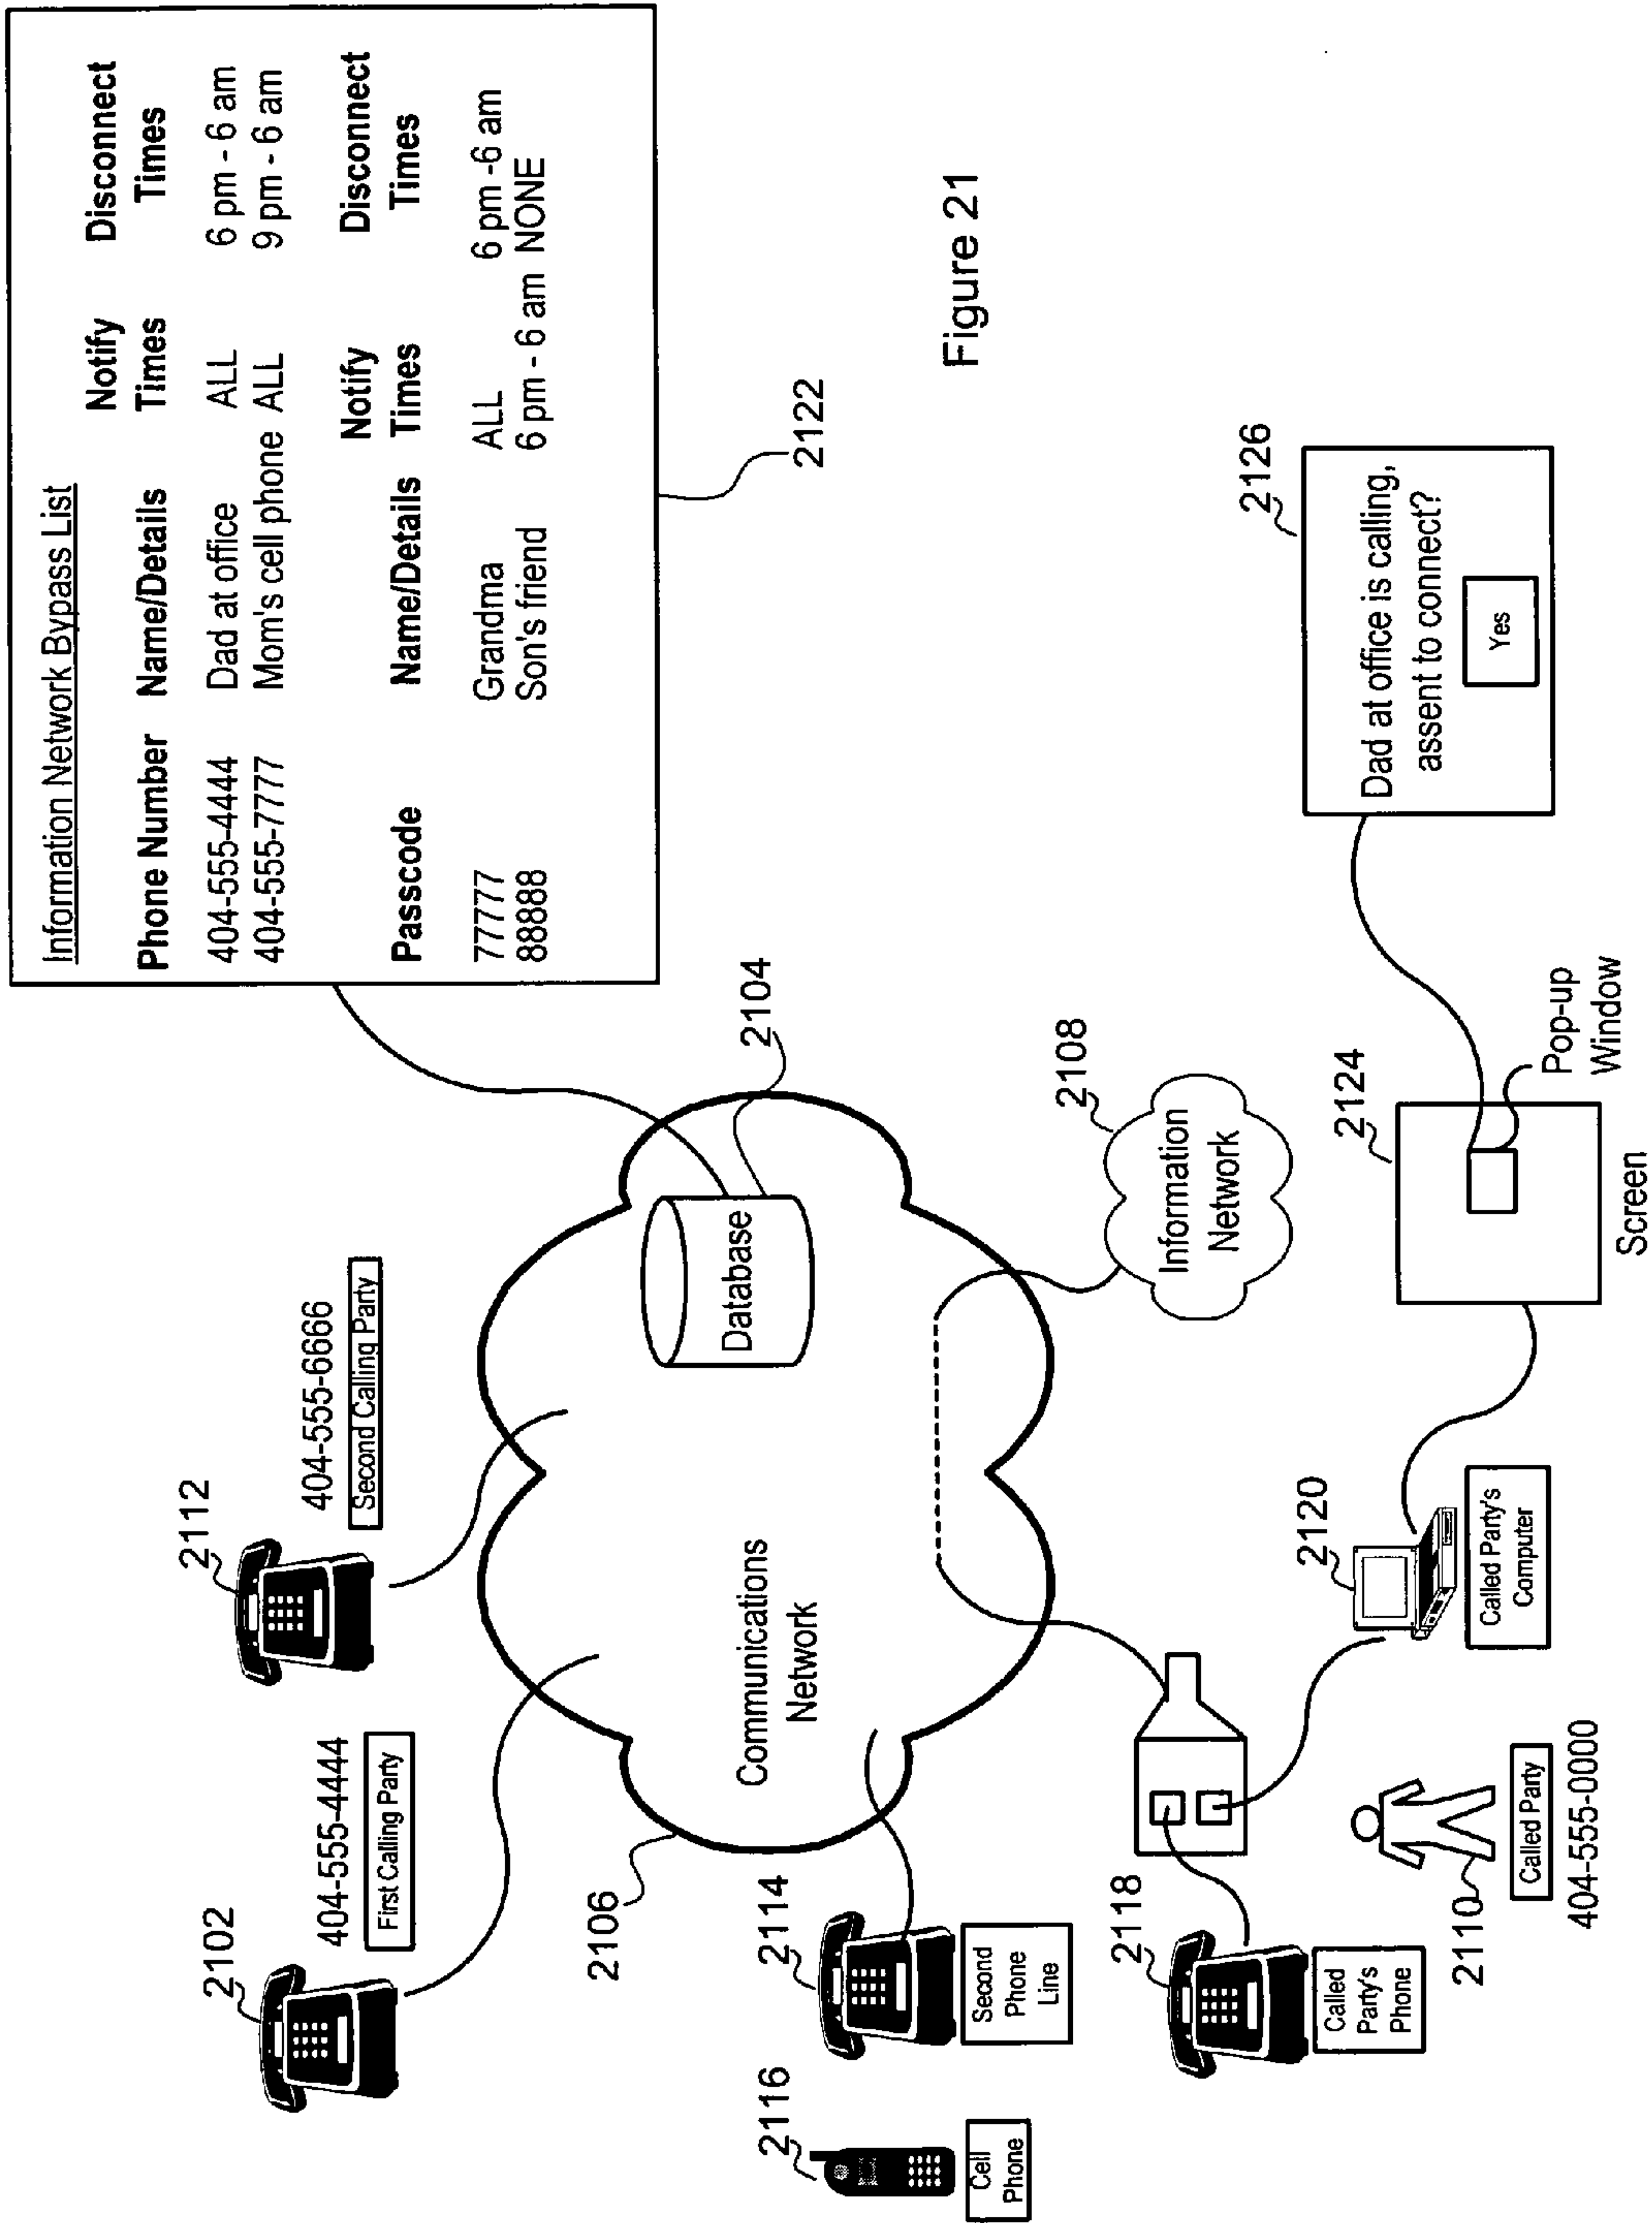 Information Network Bypass List
Phone Number Name/Details Notify Times Disconnect Times
404-555-4444 Dad at office ALL 6 pm - 6 am
404-555-7777 Mom's cell phone ALL 9 pm - 6 am
Passcode Name/Details Notify Times Disconnect Times
77777 Grandma ALL 6 pm -6 am
88888 Son's friend 6 pm - 6 am NONE
2122
2102
404-555-4444
First Calling Party
2112
404-555-6666
Second Calling Party
2106
Communications
Network
Database
2104
2116
Cell
Phone
2114
Second
Phone
Line
2108
Information
Network
2118
Called
Party's
Phone
2110
Called Party
404-555-0000
2120
Called Party's
Computer
2124
Pop-up
Window
Screen
2126
Dad at office is calling,
assent to connect?
Yes
Figure 21